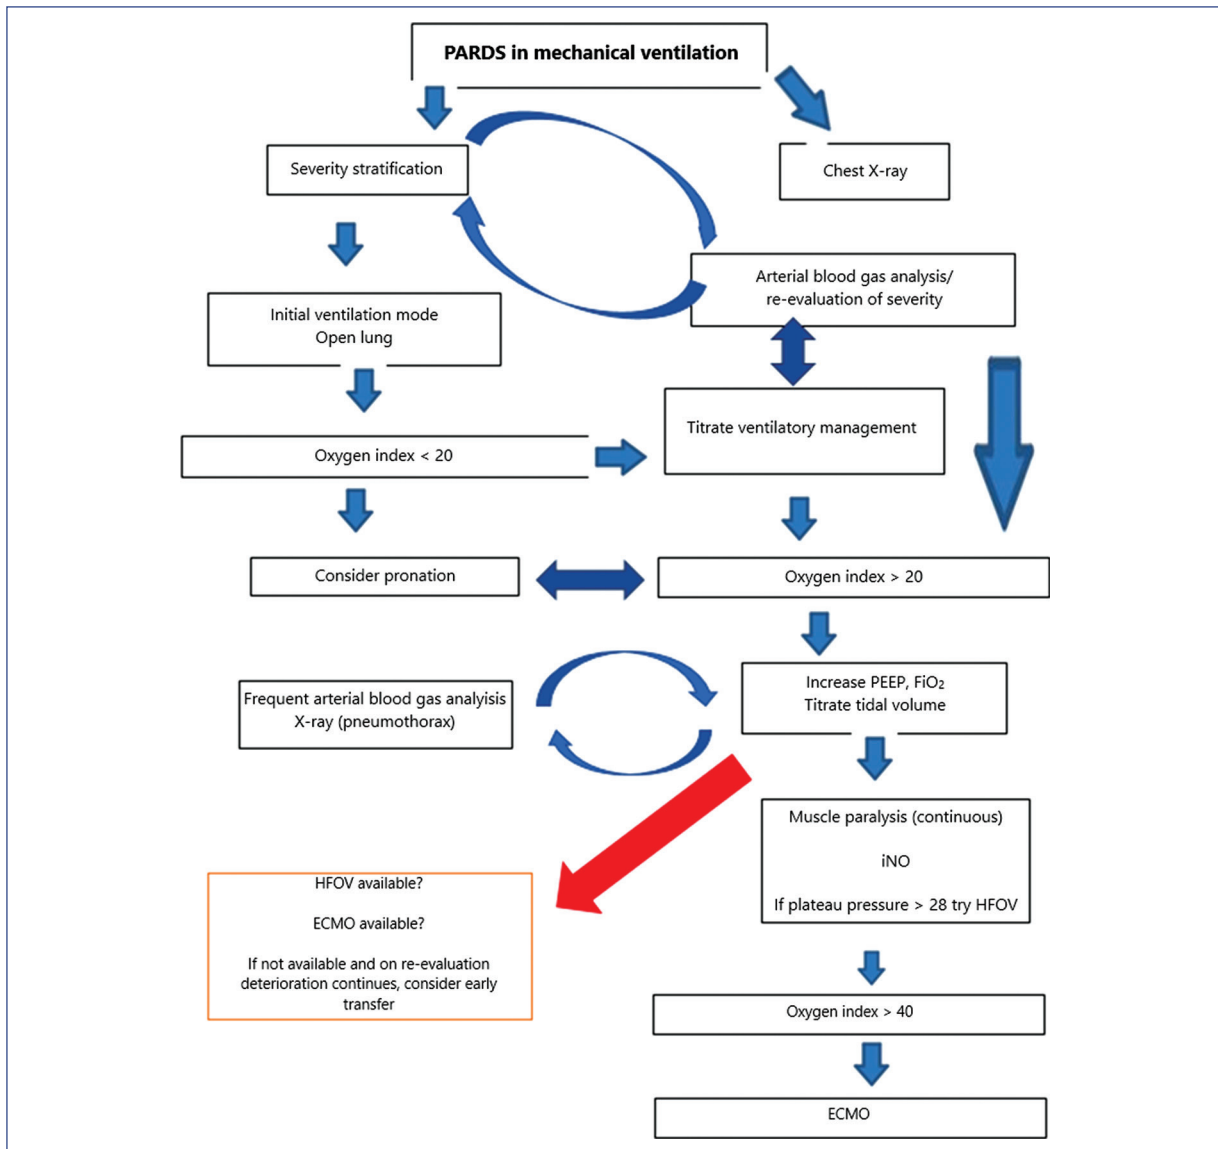 PARDS in mechanical ventilation
Severity stratification
Chest X-ray
Arterial blood gas analysis/
re-evaluation of severity
Initial ventilation mode
Open lung
Titrate ventilatory management
Oxygen index < 20
Consider pronation
Oxygen index > 20
Increase PEEP, FiO₂
Titrate tidal volume
Frequent arterial blood gas analyisis
X-ray (pneumothorax)
Muscle paralysis (continuous)
iNO
If plateau pressure > 28 try HFOV
HFOV available?
ECMO available?
If not available and on re-evaluation
deterioration continues, consider early
transfer
Oxygen index > 40
ECMO